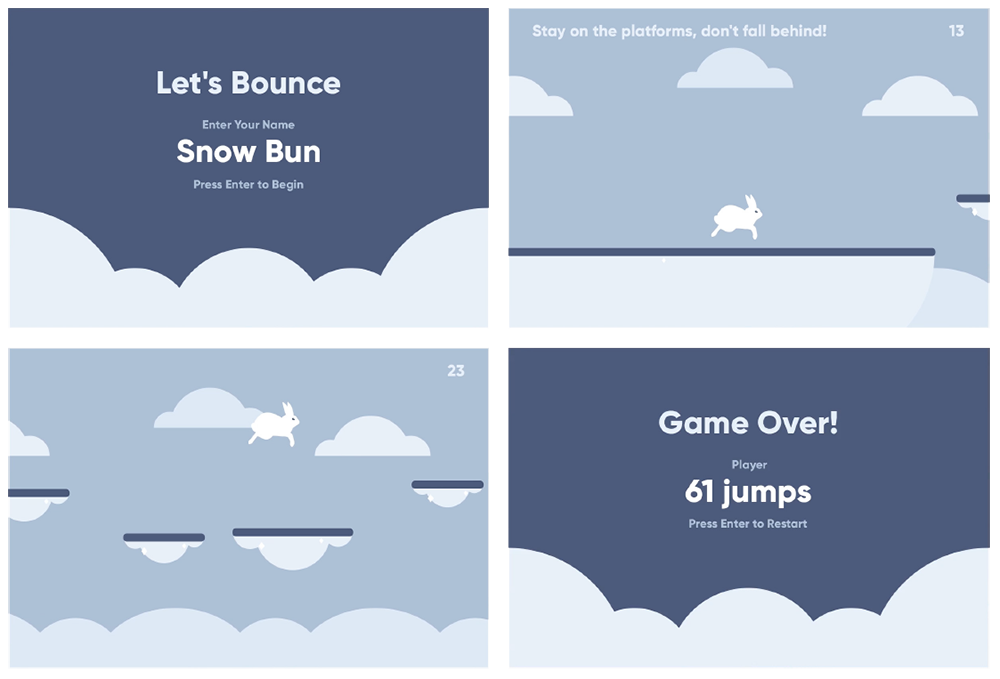 Let's Bounce
Enter Your Name
Snow Bun
Press Enter to Begin
Stay on the platforms, don't fall behind!
13
23
Game Over!
Player
61 jumps
Press Enter to Restart